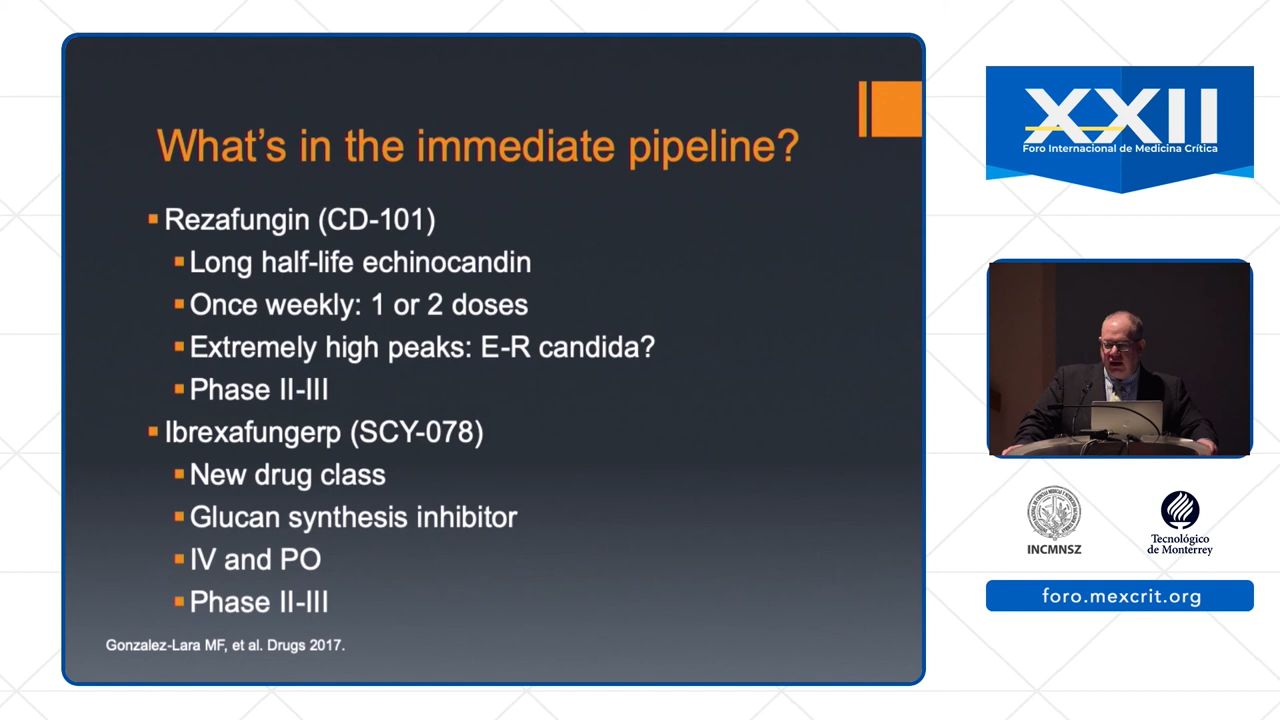 What's in the immediate pipeline?
Rezafungin (CD-101)
Long half-life echinocandin
Once weekly: 1 or 2 doses
Extremely high peaks: E-R candida?
Phase II-III
Ibrexafungerp (SCY-078)
New drug class
Glucan synthesis inhibitor
IV and PO
Phase II-III
Gonzalez-Lara MF, et al. Drugs 2017.
XXII
Foro Internacional de Medicina Crítica
INCMNSZ
Tecnológico
de Monterrey
foro.mexcrit.org